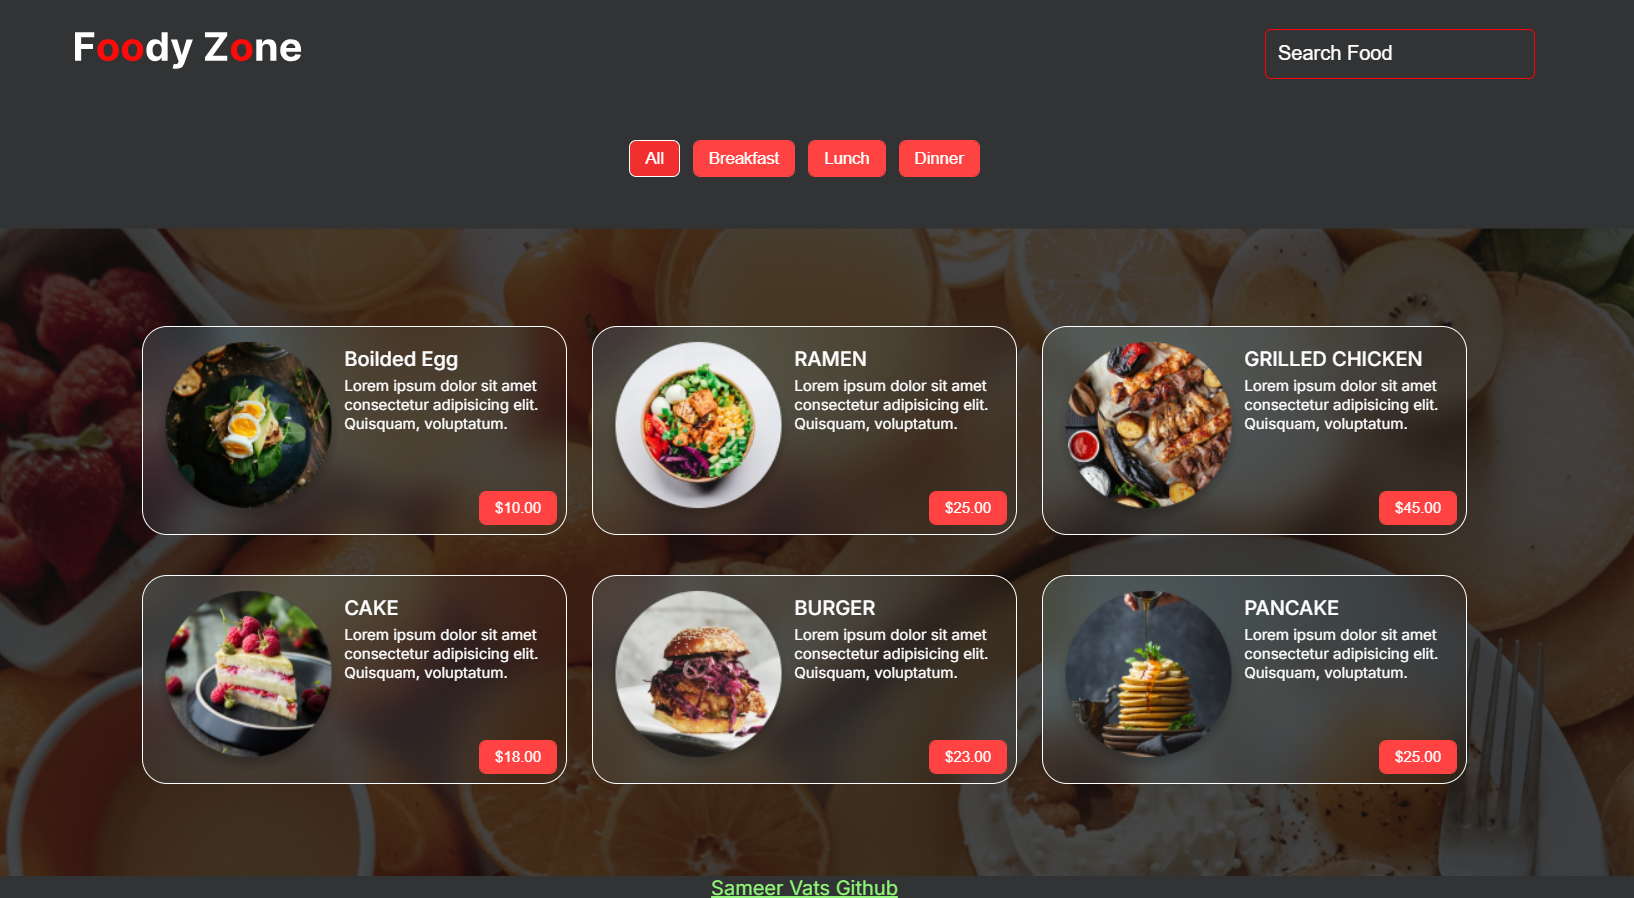 Foody Zone
Search Food
All
Breakfast
Lunch
Dinner
Boilded Egg
Lorem ipsum dolor sit amet
consectetur adipisicing elit.
Quisquam, voluptatum.
$10.00
RAMEN
Lorem ipsum dolor sit amet
consectetur adipisicing elit.
Quisquam, voluptatum.
$25.00
GRILLED CHICKEN
Lorem ipsum dolor sit amet
consectetur adipisicing elit.
Quisquam, voluptatum.
$45.00
CAKE
Lorem ipsum dolor sit amet
consectetur adipisicing elit.
Quisquam, voluptatum.
$18.00
BURGER
Lorem ipsum dolor sit amet
consectetur adipisicing elit.
Quisquam, voluptatum.
$23.00
PANCAKE
Lorem ipsum dolor sit amet
consectetur adipisicing elit.
Quisquam, voluptatum.
$25.00
Sameer Vats Github